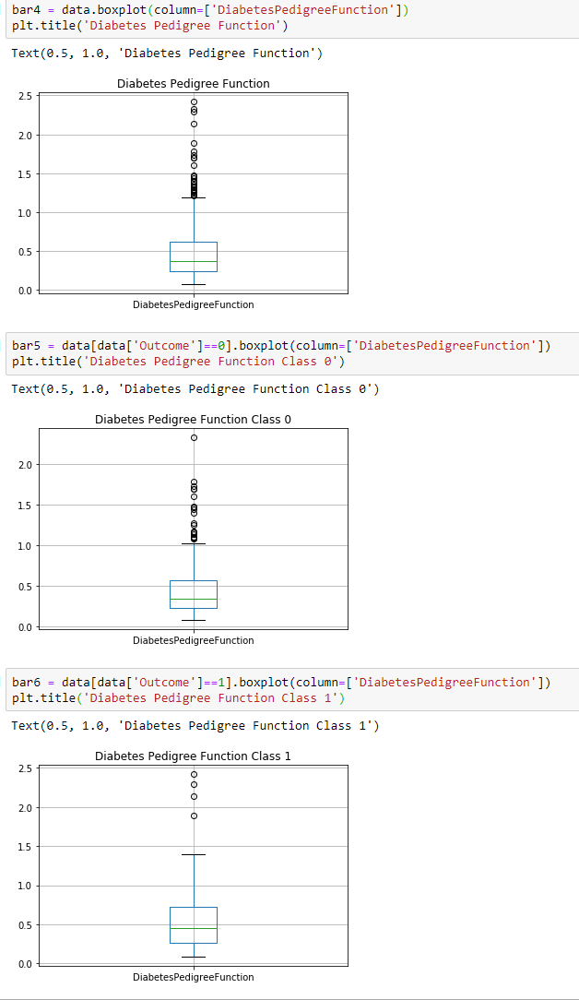 bar4 = data.boxplot(column=['DiabetesPedigreeFunction'])
plt.title('Diabetes Pedigree Function')
Text(0.5, 1.0, 'Diabetes Pedigree Function')
Diabetes Pedigree Function
2.5
2.0
1.5
1.0
0.5
0.0
DiabetesPedigreeFunction
bar5 = data[data['Outcome']==0].boxplot(column=['DiabetesPedigreeFunction'])
plt.title('Diabetes Pedigree Function Class 0')
Text(0.5, 1.0, 'Diabetes Pedigree Function Class 0')
Diabetes Pedigree Function Class 0
2.0
1.5
1.0
0.5
0.0
DiabetesPedigreeFunction
bar6 = data[data['Outcome']==1].boxplot(column=['DiabetesPedigreeFunction'])
plt.title('Diabetes Pedigree Function Class 1')
Text(0.5, 1.0, 'Diabetes Pedigree Function Class 1')
Diabetes Pedigree Function Class 1
2.5
2.0
1.5
1.0
0.5
0.0
DiabetesPedigreeFunction